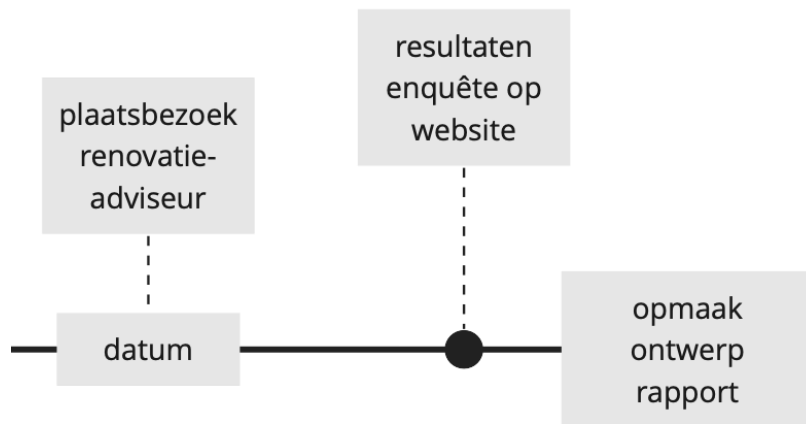 plaatsbezoek
renovatie-
adviseur
datum
resultaten
enquête op
website
opmaak
ontwerp
rapport